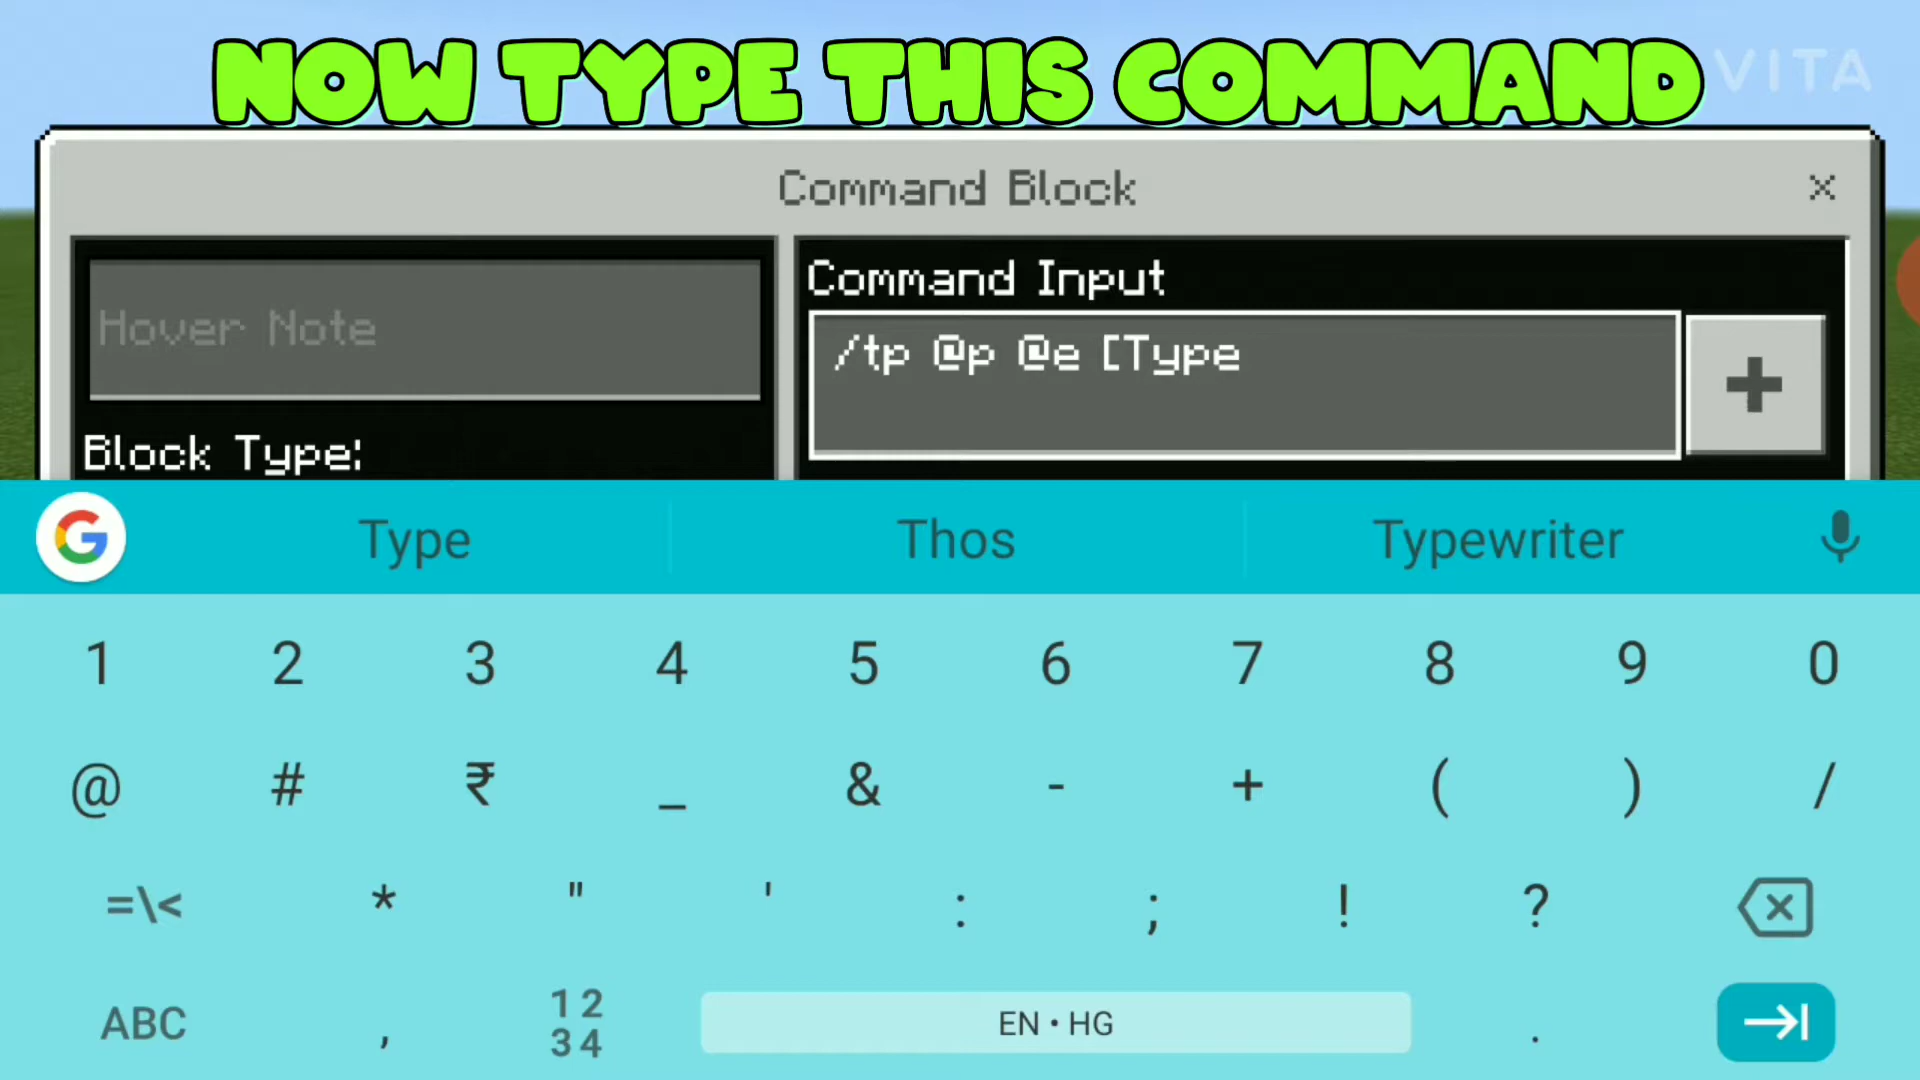 NOW TYPE THIS COMMAND
VITA
Command Block
Hover Note
Command Input
/tp @p @e [Type
Block Type:
G Type Thos Typewriter
1 2 3 4 5 6 7 8 9 0
@ # ₹ _ & - + ( ) /
=\< * " ' : ; ! ?
ABC , 12 34 EN • HG .